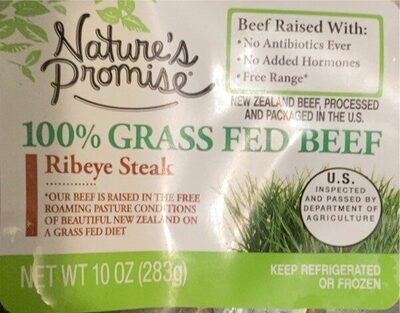 Nature's
Promise
Beef Raised With:
• No Antibiotics Ever
• No Added Hormones
• Free Range*
NEW ZEALAND BEEF, PROCESSED
AND PACKAGED IN THE U.S.
100% GRASS FED BEEF
Ribeye Steak
*OUR BEEF IS RAISED IN THE FREE
ROAMING PASTURE CONDITIONS
OF BEAUTIFUL NEW ZEALAND ON
A GRASS FED DIET
U.S.
INSPECTED
AND PASSED BY
DEPARTMENT OF
AGRICULTURE
NET WT 10 OZ (283g)
KEEP REFRIGERATED
OR FROZEN